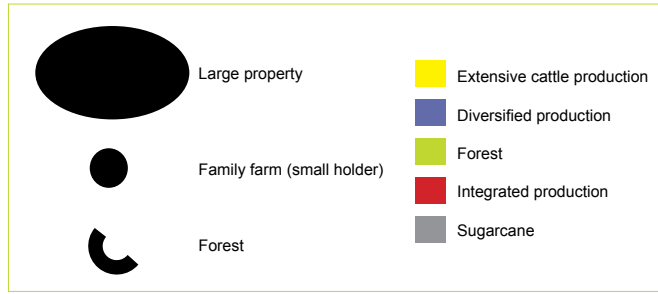 Large property
Family farm (small holder)
Forest
Extensive cattle production
Diversified production
Forest
Integrated production
Sugarcane